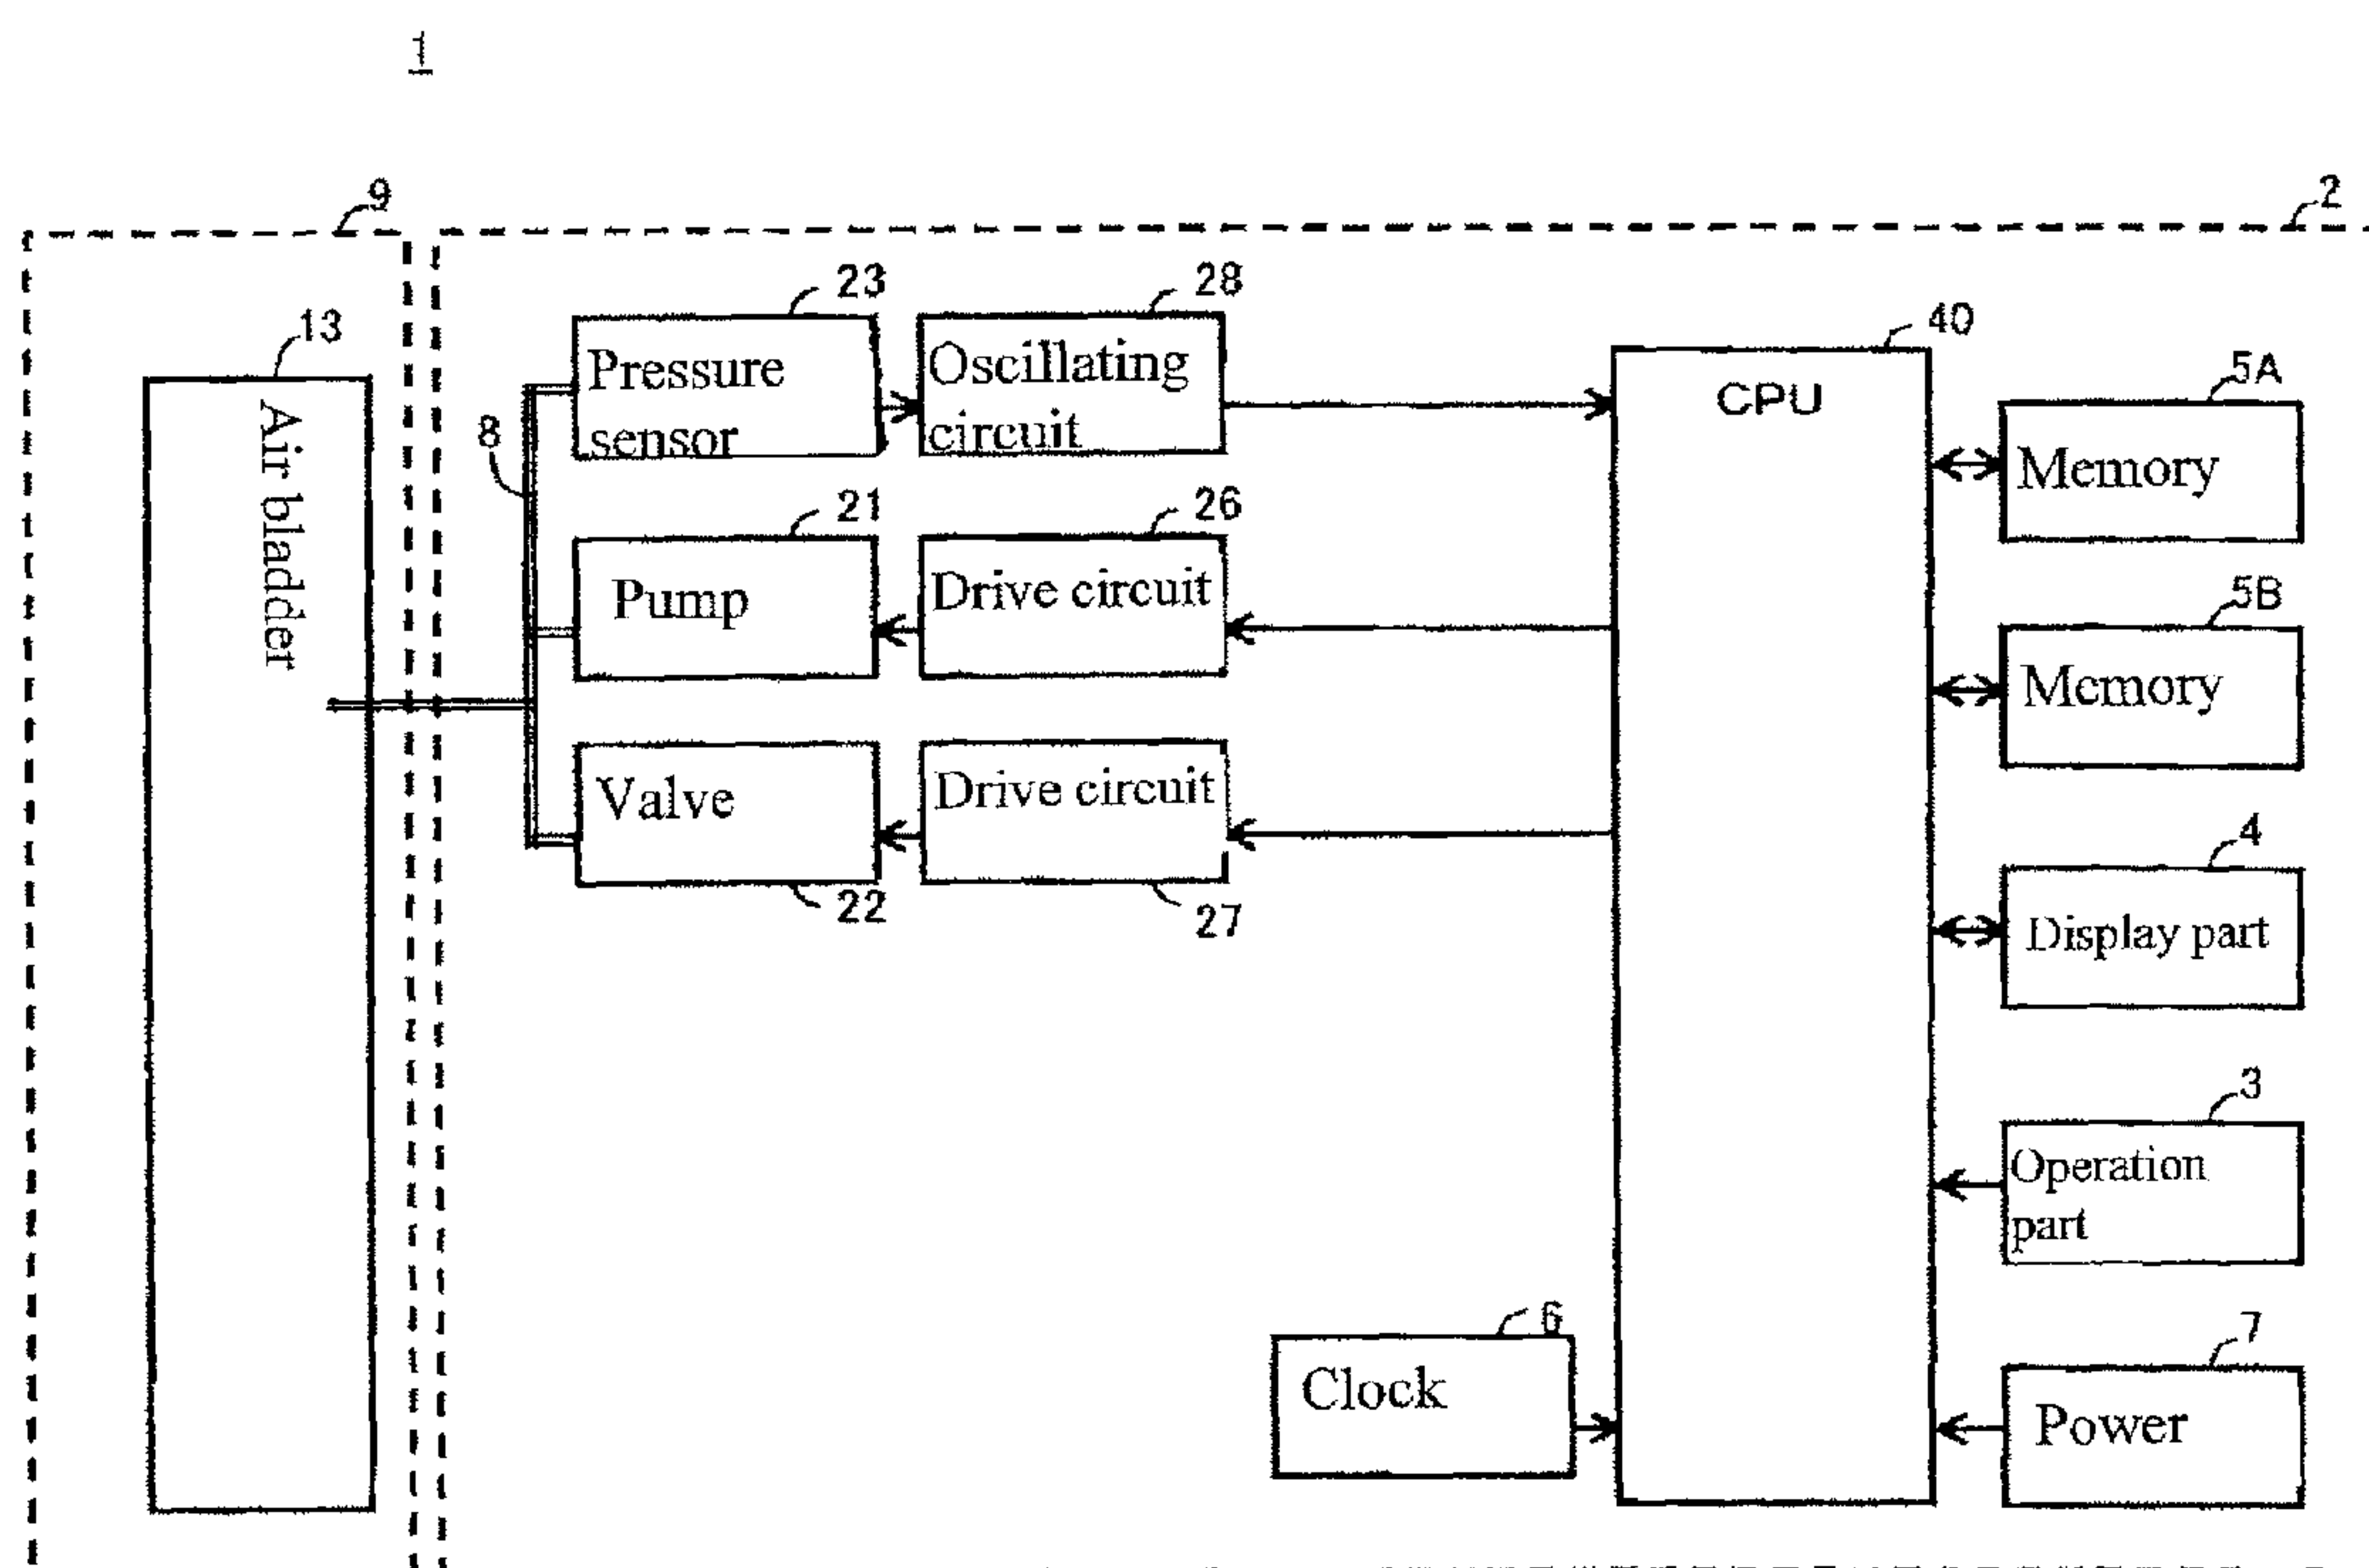 1
9
2
13
Air bladder
8
23
Pressure
sensor
28
Oscillating
circuit
21
Pump
26
Drive circuit
Valve
22
Drive circuit
27
40
CPU
5A
Memory
5B
Memory
4
Display part
3
Operation
part
6
Clock
7
Power